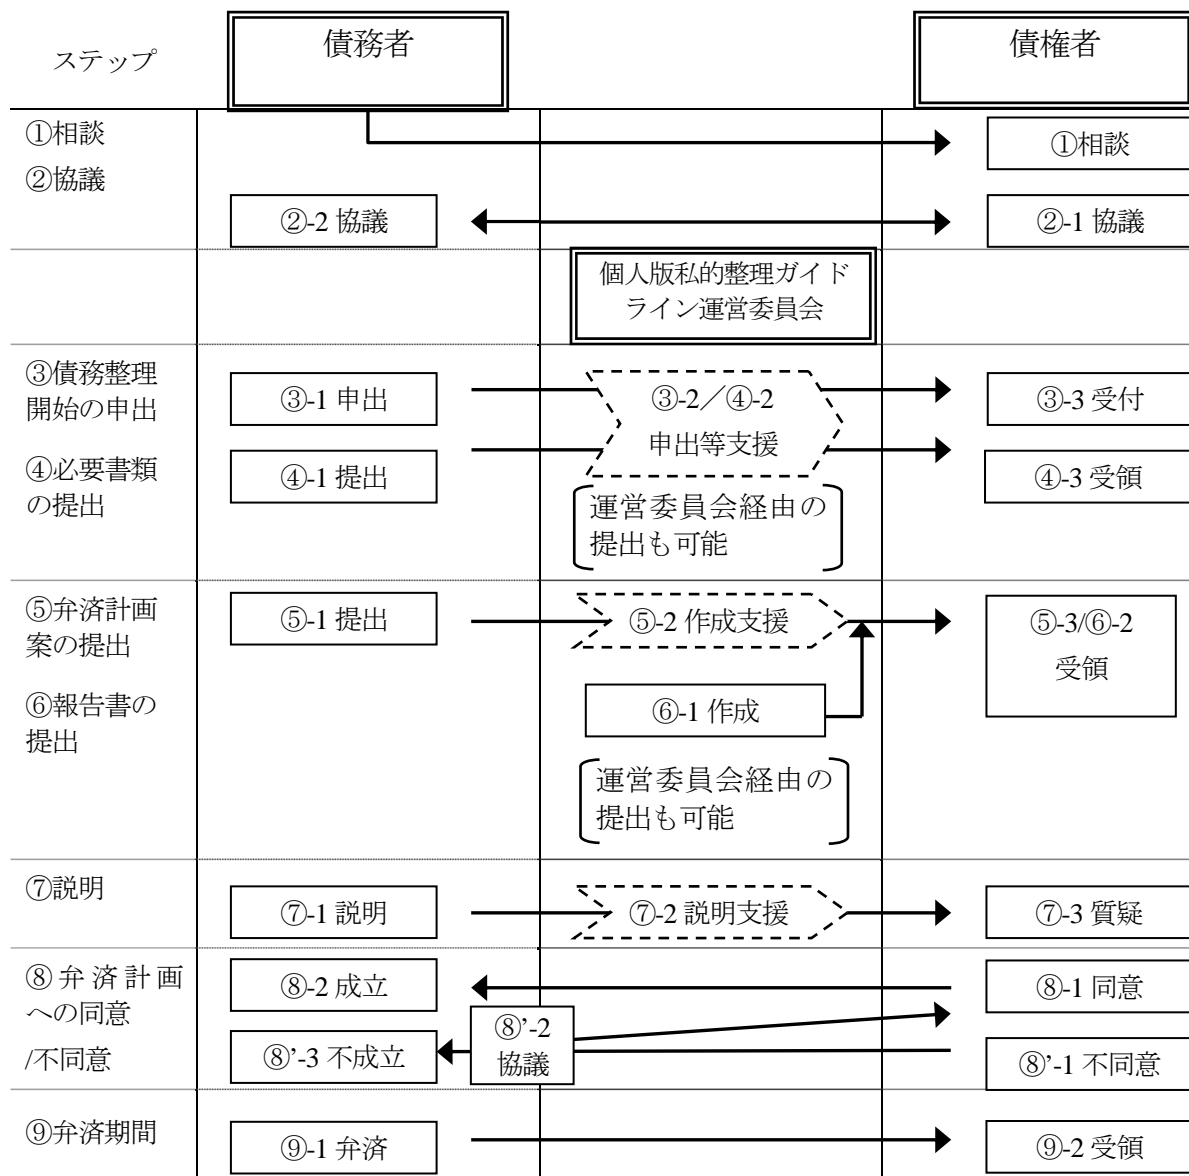 ステップ
債務者
債権者
①相談
①相談
②協議
②-2 協議
②-1 協議
個人版私的整理ガイド
ライン運営委員会
③債務整理
開始の申出
③-1 申出
③-2／④-2
申出等支援
③-3 受付
④必要書類
の提出
④-1 提出
④-3 受領
運営委員会経由の
提出も可能
⑤弁済計画
案の提出
⑤-1 提出
⑤-2 作成支援
⑤-3/⑥-2
受領
⑥報告書の
提出
⑥-1 作成
運営委員会経由の
提出も可能
⑦説明
⑦-1 説明
⑦-2 説明支援
⑦-3 質疑
⑧弁済計画
への同意
/不同意
⑧-2 成立
⑧-1 同意
⑧’-2
協議
⑧’-3 不成立
⑧’-1 不同意
⑨弁済期間
⑨-1 弁済
⑨-2 受領